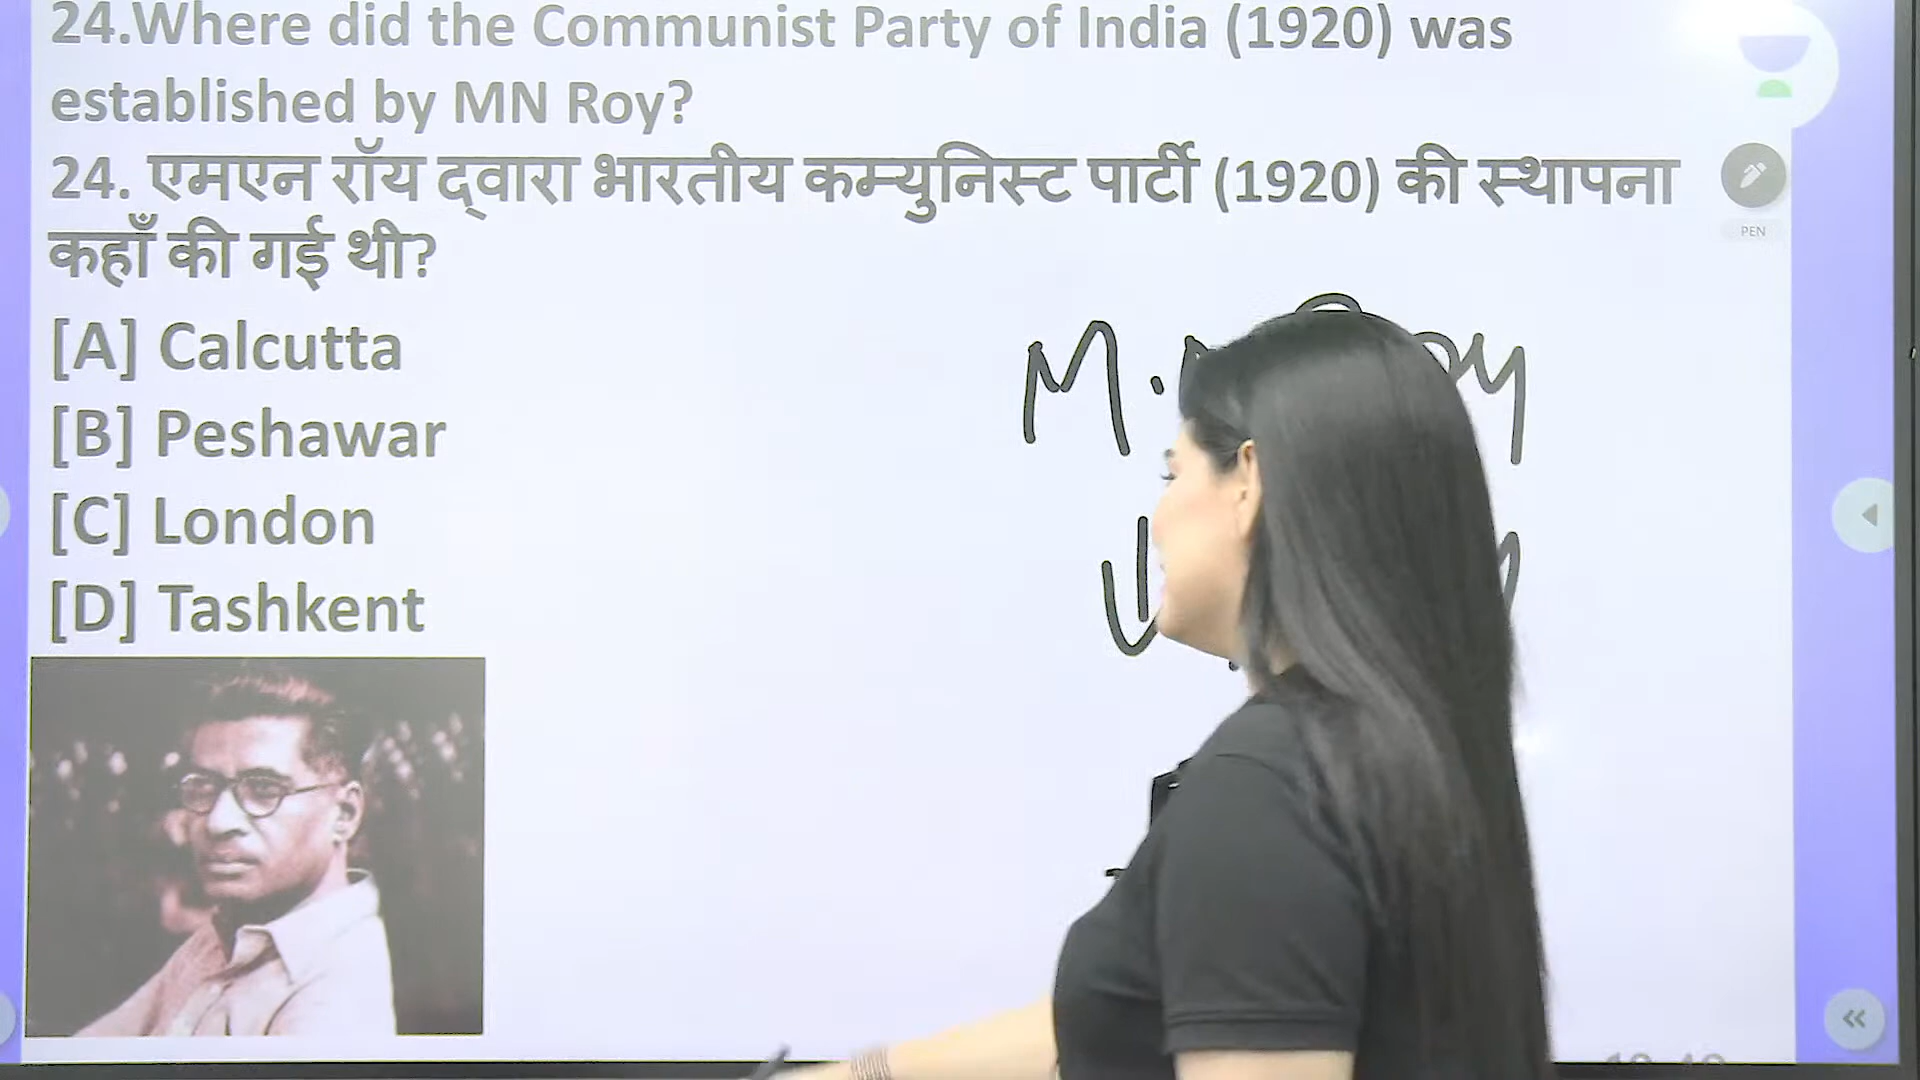 24.Where did the Communist Party of India (1920) was
established by MN Roy?
24. एमएन रॉय द्वारा भारतीय कम्युनिस्ट पार्टी (1920) की स्थापना
कहाँ की गई थी?
PEN
[A] Calcutta
[B] Peshawar
[C] London
[D] Tashkent
M.